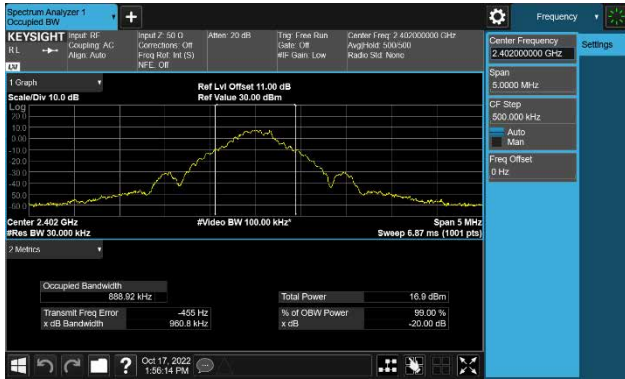 Spectrum Analyzer 1
Occupied BW
+
Frequency
KEYSIGHT Input: RF Input Z: 50 Ω Atten: 20 dB Trig: Free Run Center Freq: 2.402000000 GHz
RL Coupling: AC Corrections: Off Gate: Off Avg|Hold: 500/500
Align: Auto Freq Ref: Int (S) #IF Gain: Low Radio Std: None
NFE: Off
LXI
Center Frequency
2.402000000 GHz
Settings
Span
5.0000 MHz
CF Step
500.000 kHz
Auto
Man
Freq Offset
0 Hz
1 Graph
Ref Lvl Offset 11.00 dB
Scale/Div 10.0 dB Ref Value 30.00 dBm
Log
20.0
10.0
0.00
-10.0
-20.0
-30.0
-40.0
-50.0
-60.0
Center 2.402 GHz #Video BW 100.00 kHz* Span 5 MHz
#Res BW 30.000 kHz Sweep 6.87 ms (1001 pts)
2 Metrics
Occupied Bandwidth
888.92 kHz Total Power 16.9 dBm
Transmit Freq Error -455 Hz % of OBW Power 99.00 %
x dB Bandwidth 960.8 kHz x dB -20.00 dB
?
Oct 17, 2022
1:56:14 PM